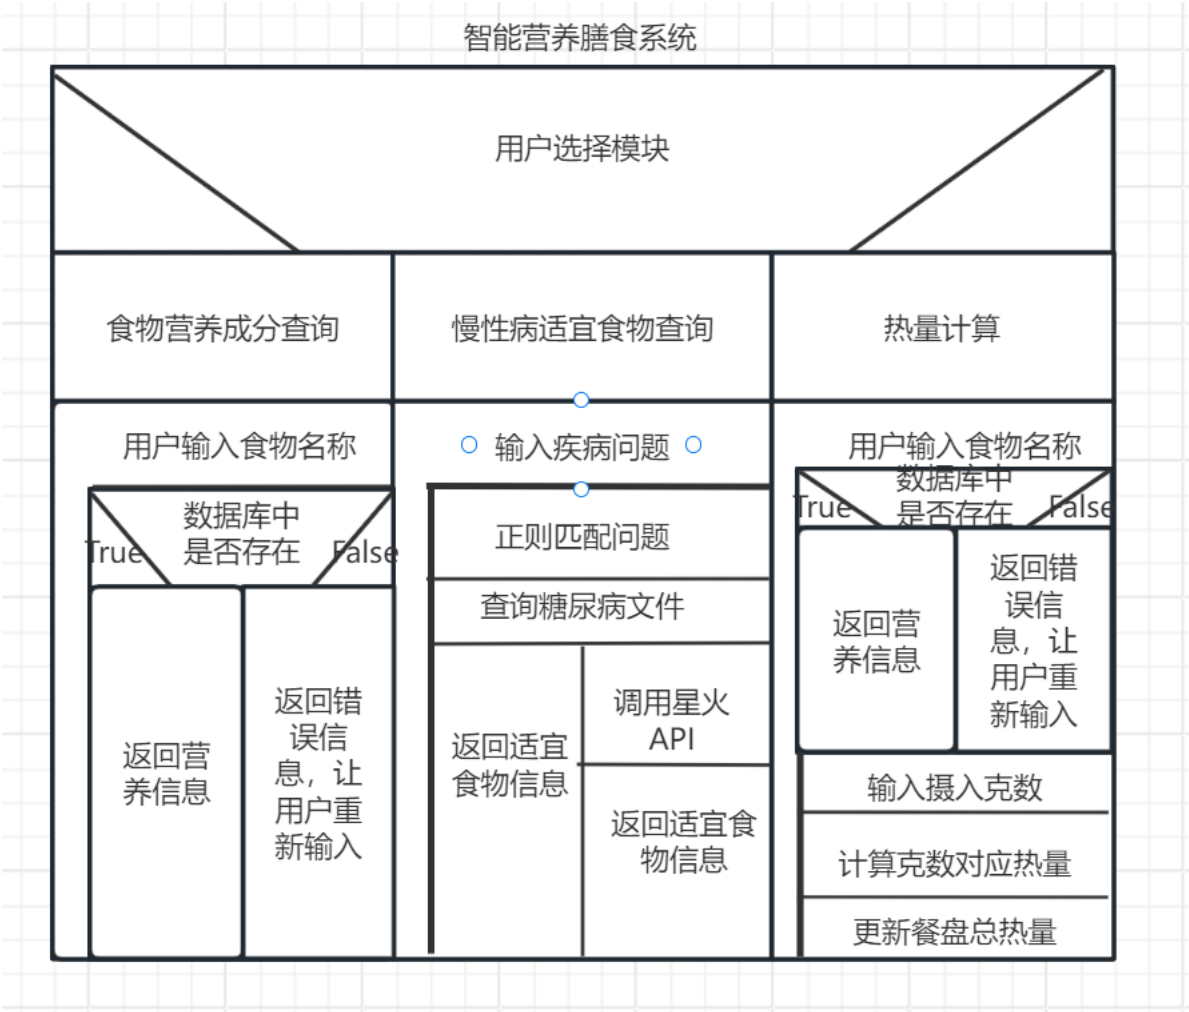 智能营养膳食系统
用户选择模块
食物营养成分查询
慢性病适宜食物查询
热量计算
用户输入食物名称
数据库中
是否存在
True
False
返回营
养信息
返回错
误信
息，让
用户重
新输入
输入疾病问题
正则匹配问题
查询糖尿病文件
返回适宜
食物信息
调用星火
API
返回适宜食
物信息
用户输入食物名称
数据库中
是否存在
True
False
返回营
养信息
返回错
误信
息，让
用户重
新输入
输入摄入克数
计算克数对应热量
更新餐盘总热量